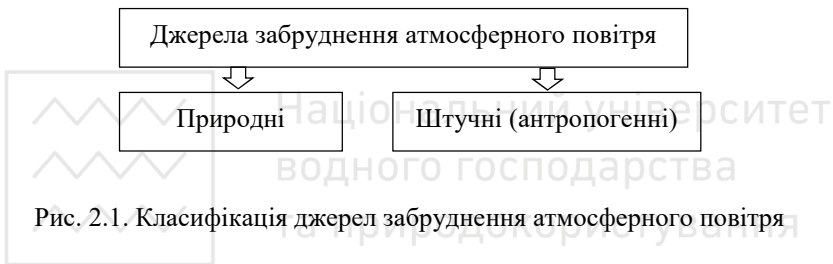 Джерела забруднення атмосферного повітря
Природні
Штучні (антропогенні)
Національний університет
водного господарства
та природокористування
Рис. 2.1. Класифікація джерел забруднення атмосферного повітря